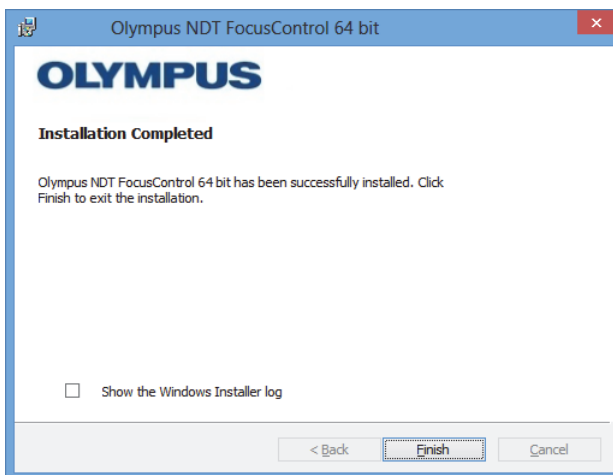 Olympus NDT FocusControl 64 bit
OLYMPUS
Installation Completed
Olympus NDT FocusControl 64 bit has been successfully installed. Click
Finish to exit the installation.
Show the Windows Installer log
< Back Finish Cancel